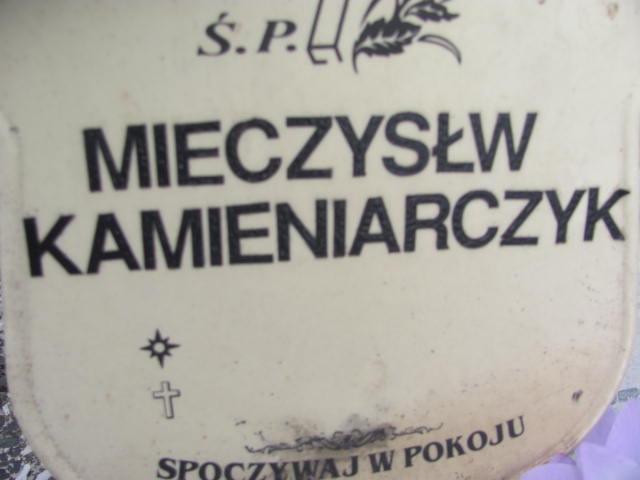 Ś.P.
MIECZYSŁW
KAMIENIARCZYK
SPOCZYWAJ W POKOJU